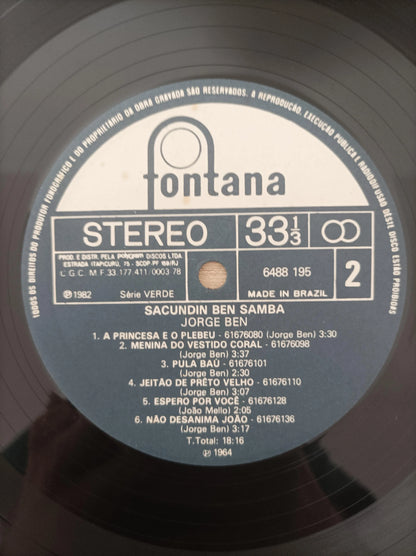 TODOS OS DIREITOS DO PRODUTOR FONOGRÁFICO E DO PROPRIETÁRIO DA OBRA GRAVADA SÃO RESERVADOS. A REPRODUÇÃO, EXECUÇÃO PÚBLICA E RADIODIFUSÃO DESTE DISCO ESTÃO PROIBIDAS
fontana
STEREO 33 1/3
PROD. E DISTR. PELA POLYGRAM DISCOS LTDA
ESTRADA ITAPICURU, 75 - SCDP-PF 68/RJ
C.G.C. M F.33.177.411/0003 78
6488 195
2
℗1982 Série VERDE
MADE IN BRAZIL
SACUNDIN BEN SAMBA
JORGE BEN
1. A PRINCESA E O PLEBEU - 61676080 (Jorge Ben) 3:30
2. MENINA DO VESTIDO CORAL - 61676098
(Jorge Ben) 3:37
3. PULA BAÚ - 61676101
(Jorge Ben) 2:30
4. JEITÃO DE PRÊTO VELHO - 61676110
(Jorge Ben) 3:07
5. ESPERO POR VOCÊ - 61676128
(João Mello) 2:05
6. NÃO DESANIMA JOÃO - 61676136
(Jorge Ben) 3:17
T.Total: 18:16
℗ 1964